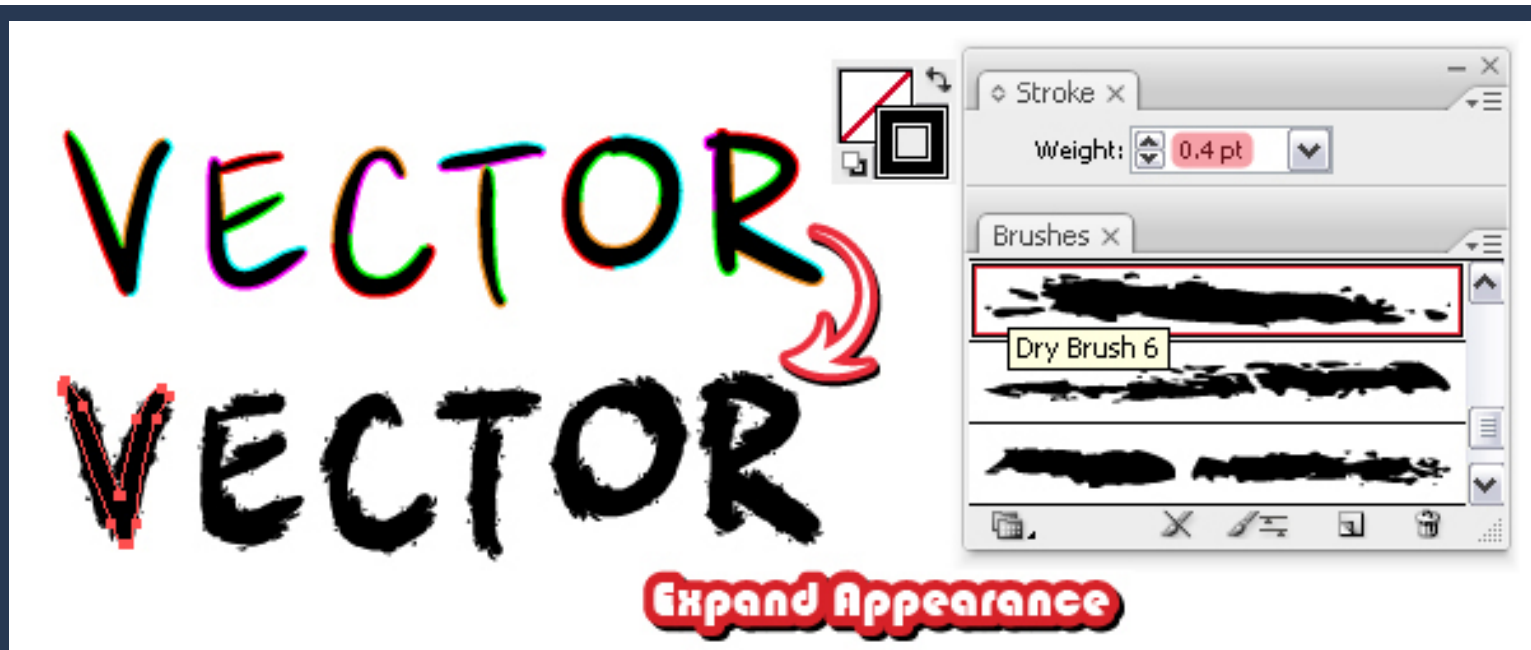 VECTOR
Stroke
Weight: 0.4 pt
Brushes
Dry Brush 6
VECTOR
Expand Appearance